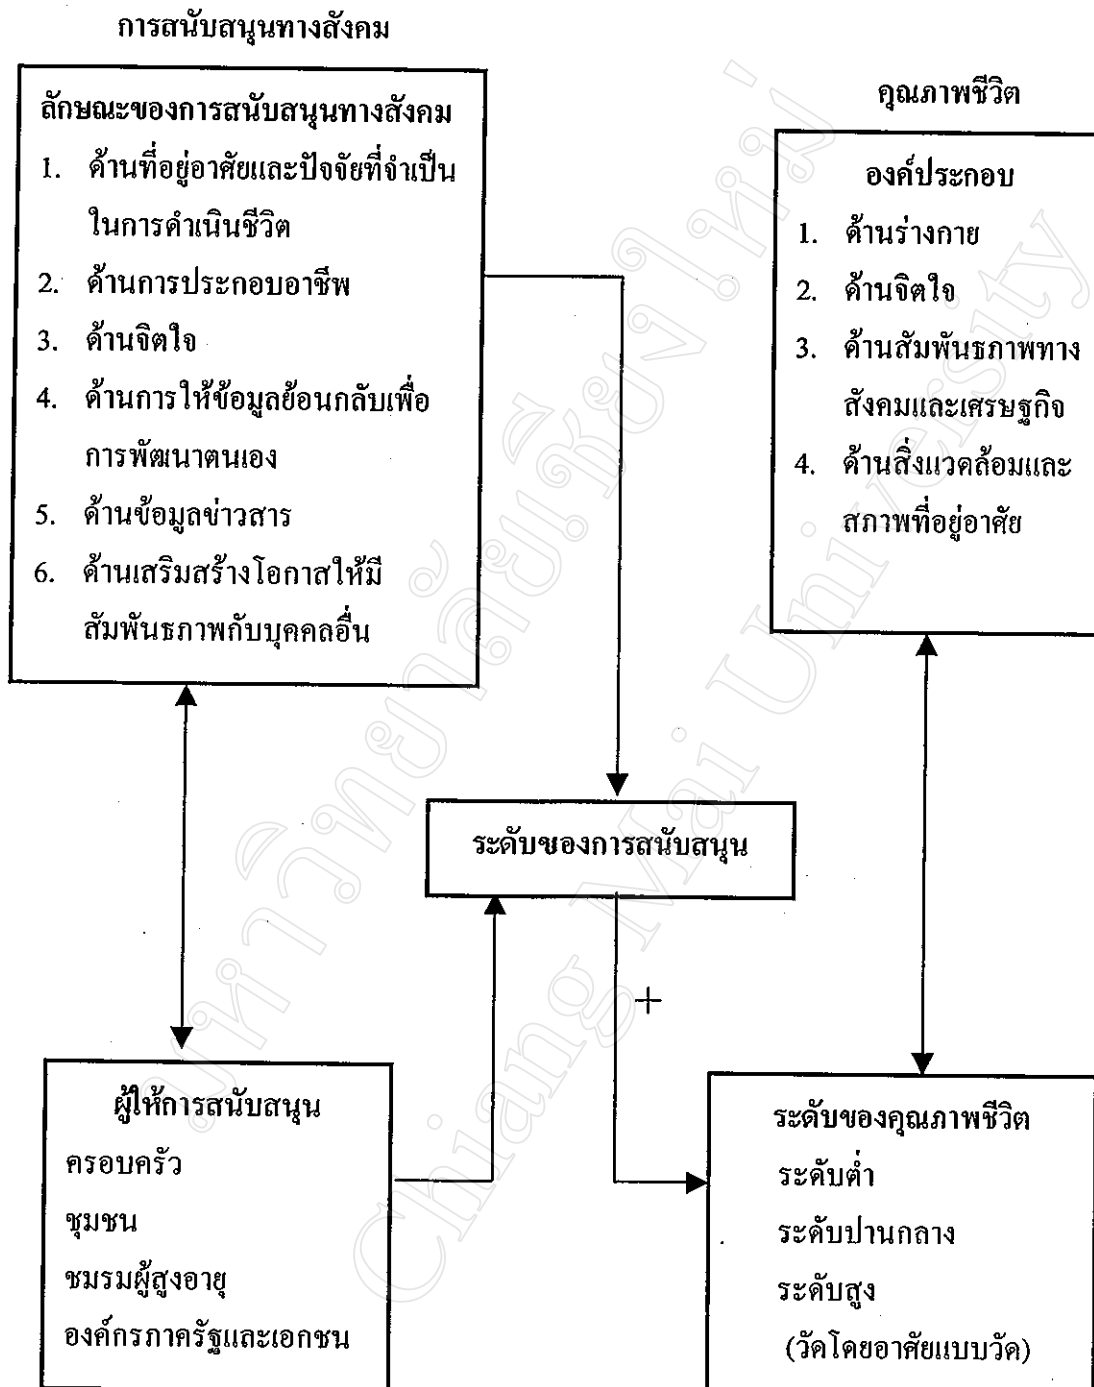 การสนับสนุนทางสังคม
ลักษณะของการสนับสนุนทางสังคม
1. ด้านที่อยู่อาศัยและปัจจัยที่จำเป็น
ในการดำเนินชีวิต
2. ด้านการประกอบอาชีพ
3. ด้านจิตใจ
4. ด้านการให้ข้อมูลย้อนกลับเพื่อ
การพัฒนาตนเอง
5. ด้านข้อมูลข่าวสาร
6. ด้านเสริมสร้างโอกาสให้มี
สัมพันธภาพกับบุคคลอื่น
คุณภาพชีวิต
องค์ประกอบ
1. ด้านร่างกาย
2. ด้านจิตใจ
3. ด้านสัมพันธภาพทาง
สังคมและเศรษฐกิจ
4. ด้านสิ่งแวดล้อมและ
สภาพที่อยู่อาศัย
ระดับของการสนับสนุน
+
ผู้ให้การสนับสนุน
ครอบครัว
ชุมชน
ชมรมผู้สูงอายุ
องค์กรภาครัฐและเอกชน
ระดับของคุณภาพชีวิต
ระดับต่ำ
ระดับปานกลาง
ระดับสูง
(วัดโดยอาศัยแบบวัด)
มหาวิทยาลัยเชียงใหม่
Chiang Mai University